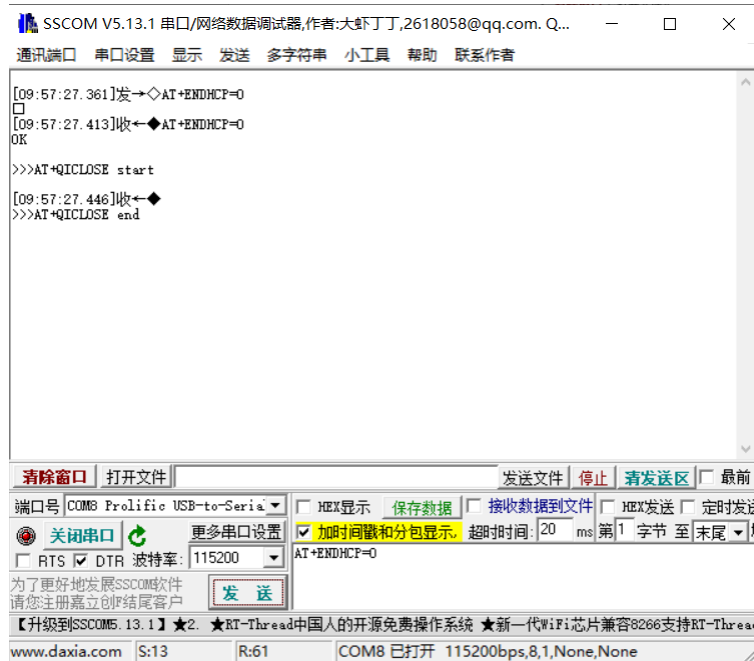 SSCOM V5.13.1 串口/网络数据调试器,作者:大虾丁丁,2618058@qq.com. Q...
通讯端口 串口设置 显示 发送 多字符串 小工具 帮助 联系作者
[09:57:27.361]发→◇AT+ENDHCP=0
□
[09:57:27.413]收←◆AT+ENDHCP=0
OK
>>>AT+QICLOSE start
[09:57:27.446]收←◆
>>>AT+QICLOSE end
清除窗口 打开文件 发送文件 停止 清发送区 最前
端口号 COM8 Prolific USB-to-Seria HEX显示 保存数据 接收数据到文件 HEX发送 定时发送
关闭串口 更多串口设置 加时间戳和分包显示, 超时时间: 20 ms 第 1 字节 至 末尾
RTS DTR 波特率: 115200 AT+ENDHCP=0
为了更好地发展SSCOM软件
请您注册嘉立创F结尾客户
发 送
【升级到SSCOM5.13.1】★2. ★RT-Thread中国人的开源免费操作系统 ★新一代WiFi芯片兼容8266支持RT-Threa
www.daxia.com S:13 R:61 COM8 已打开 115200bps,8,1,None,None